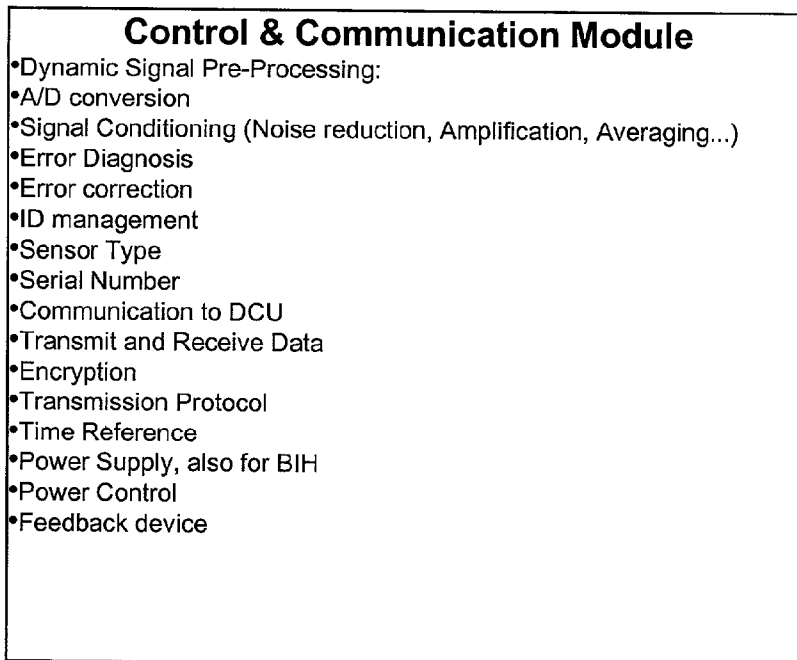 Control & Communication Module
•Dynamic Signal Pre-Processing:
•A/D conversion
•Signal Conditioning (Noise reduction, Amplification, Averaging...)
•Error Diagnosis
•Error correction
•ID management
•Sensor Type
•Serial Number
•Communication to DCU
•Transmit and Receive Data
•Encryption
•Transmission Protocol
•Time Reference
•Power Supply, also for BIH
•Power Control
•Feedback device